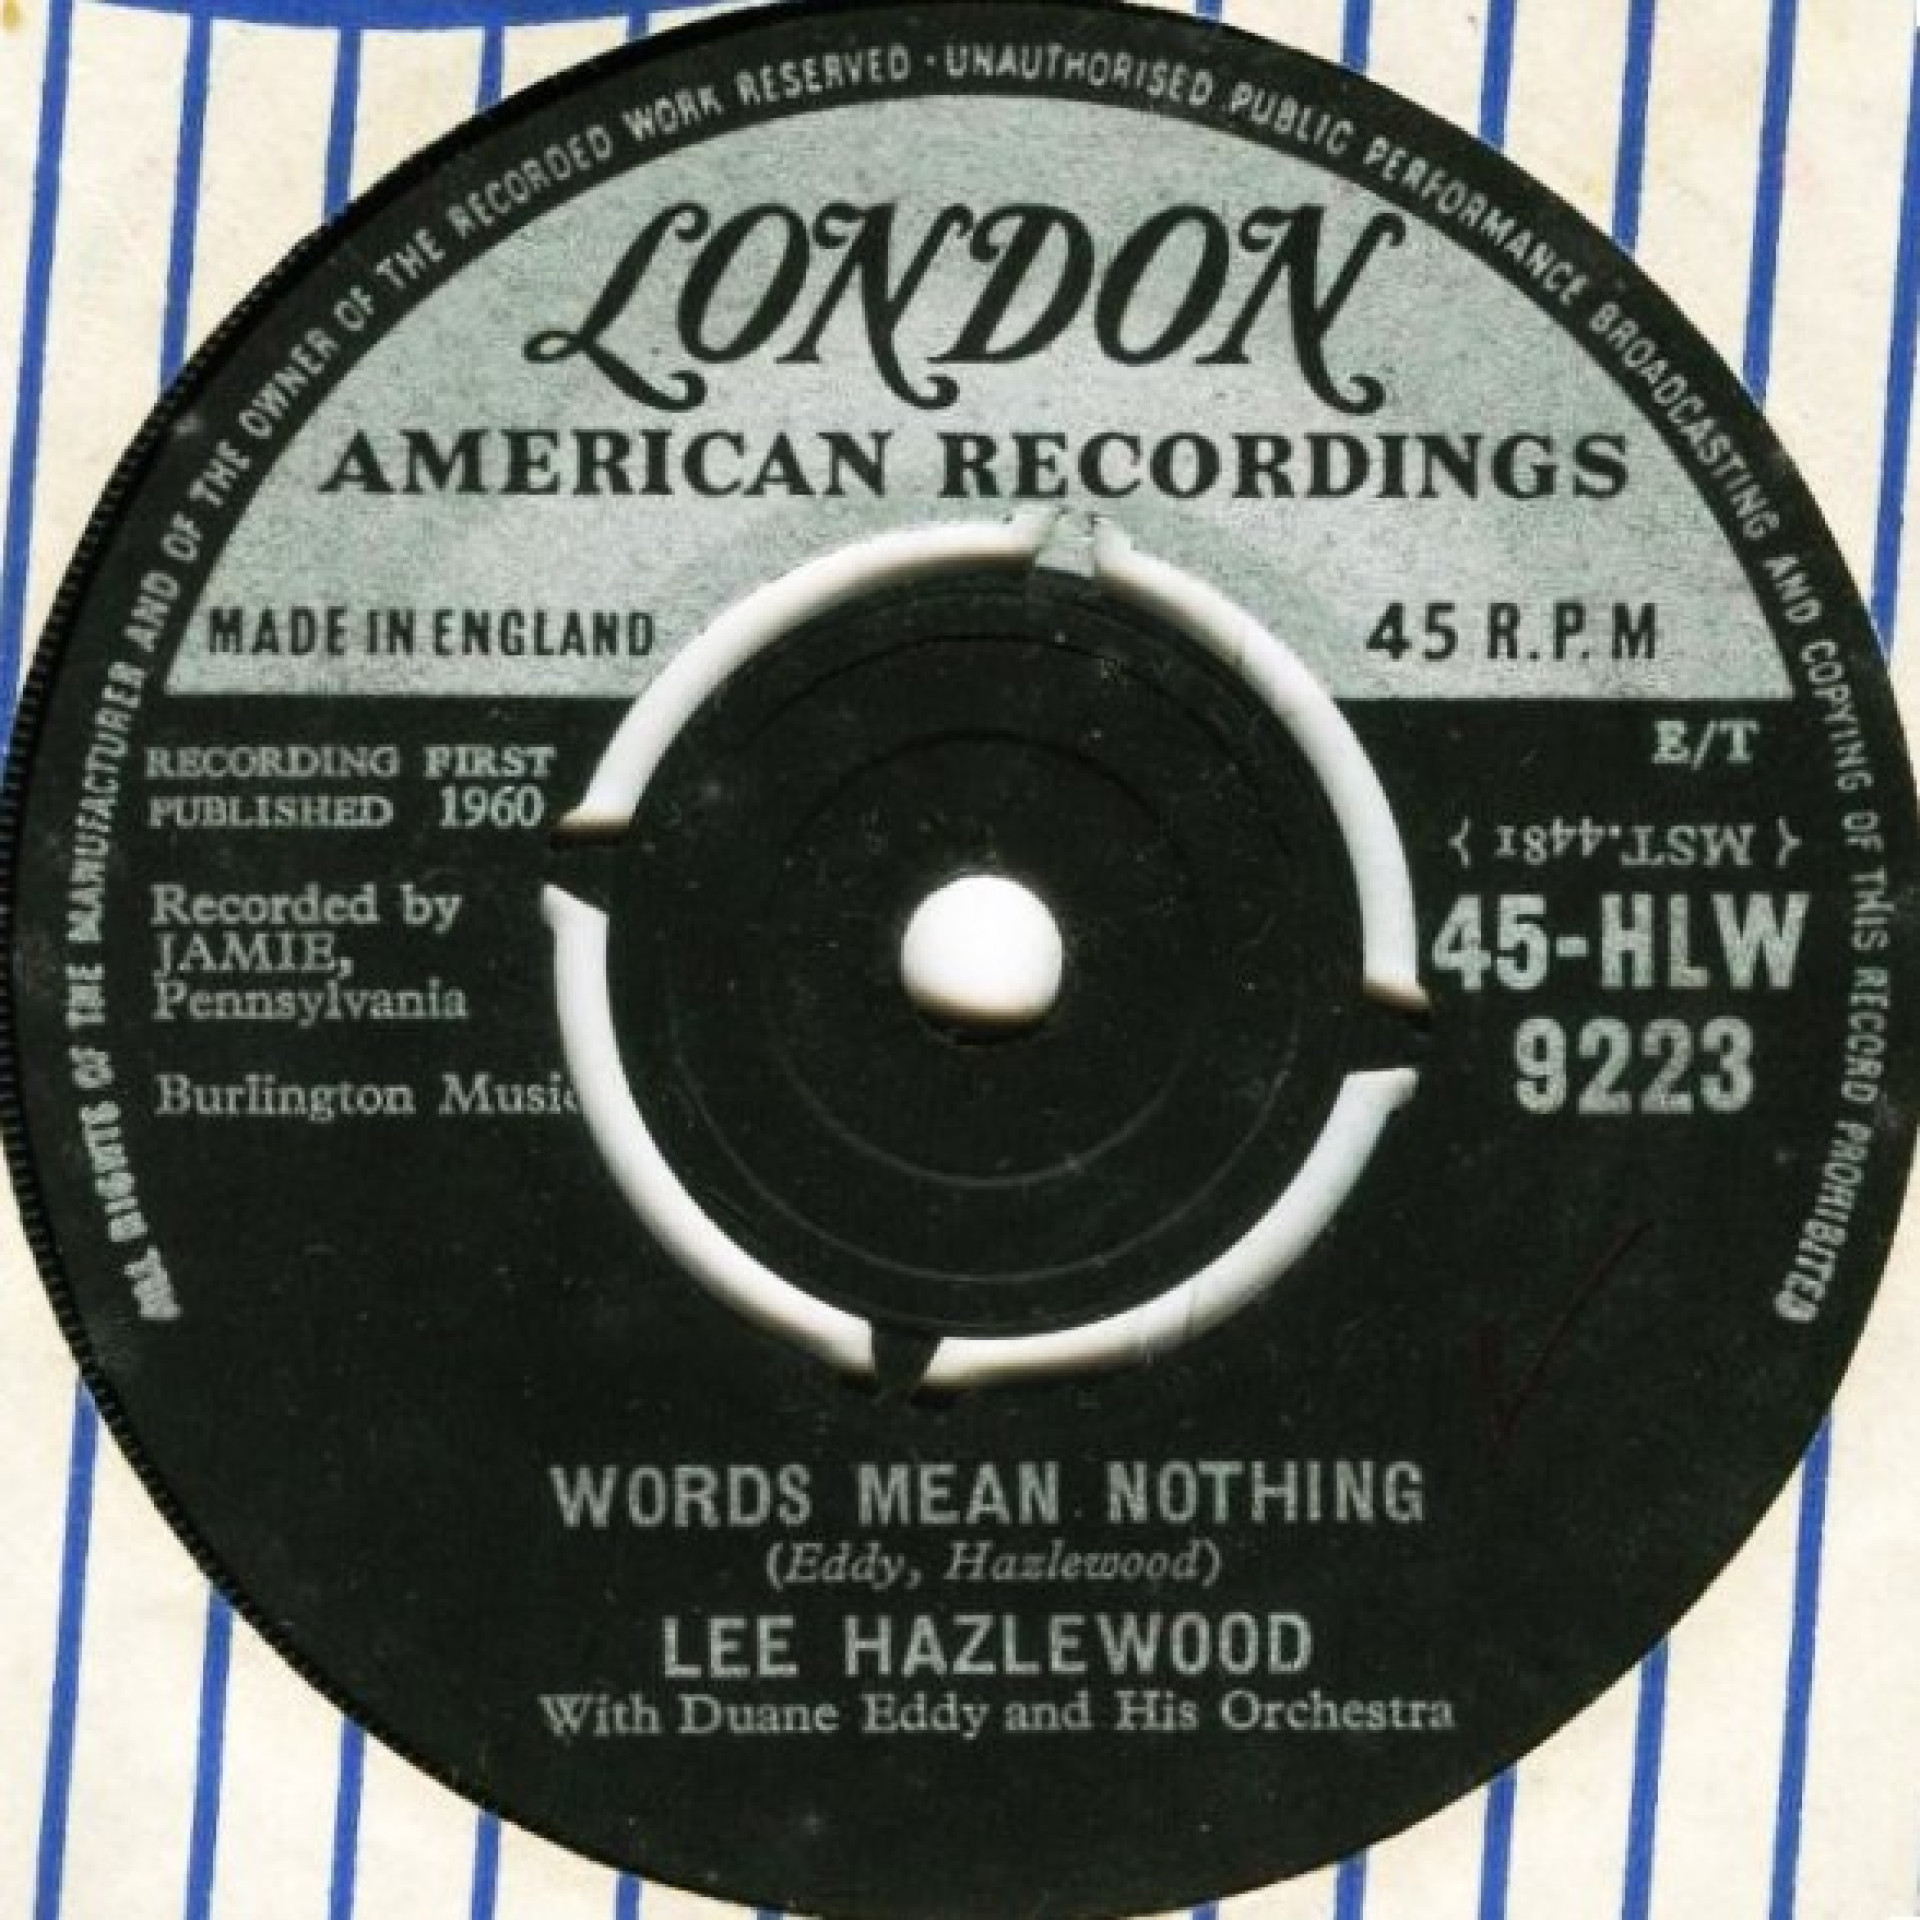 ALL RIGHTS OF THE MANUFACTURER AND OF THE OWNER OF THE RECORDED WORK RESERVED · UNAUTHORISED PUBLIC PERFORMANCE BROADCASTING AND COPYING OF THIS RECORD PROHIBITED
LONDON
AMERICAN RECORDINGS
MADE IN ENGLAND
45 R.P.M
E/T
RECORDING FIRST
PUBLISHED 1960
{ MST.4481 }
45-HLW
9223
Recorded by
JAMIE,
Pennsylvania
Burlington Music
WORDS MEAN NOTHING
(Eddy, Hazlewood)
LEE HAZLEWOOD
With Duane Eddy and His Orchestra